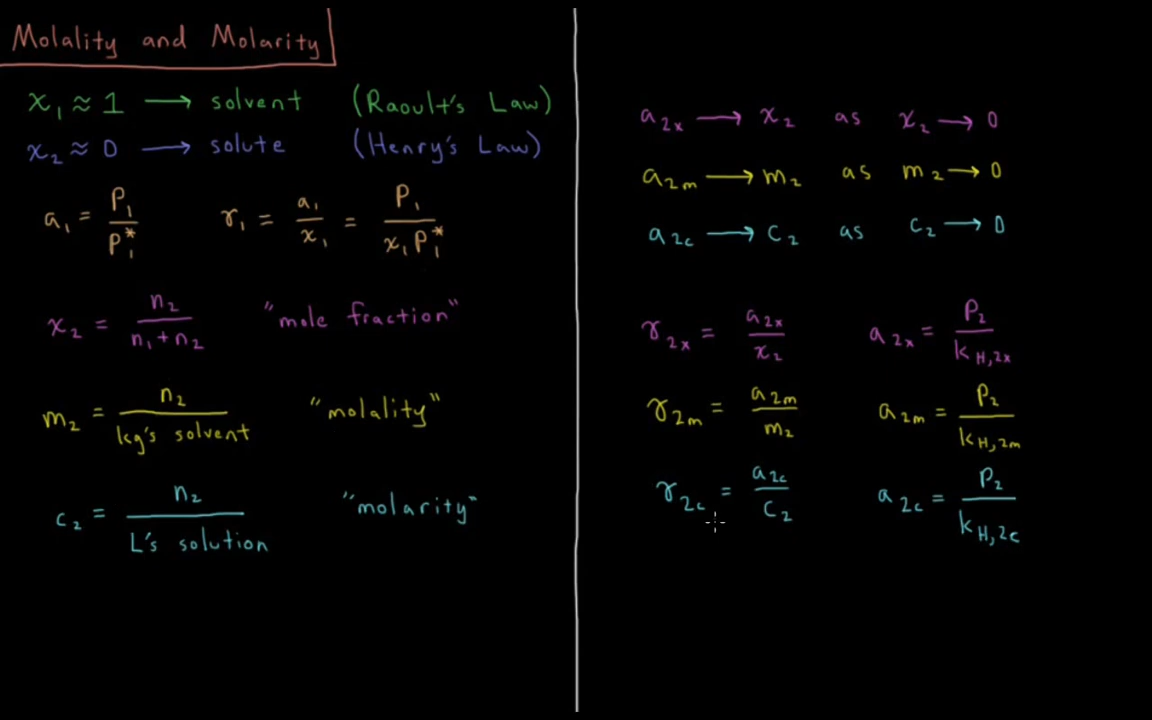 Molality and Molarity
x₁ ≈ 1 → solvent (Raoult's Law)
x₂ ≈ 0 → solute (Henry's Law)
a₁ = P₁ / P₁* γ₁ = a₁ / x₁ = P₁ / x₁P₁*
x₂ = n₂ / n₁ + n₂ "mole fraction"
m₂ = n₂ / kg's solvent "molality"
c₂ = n₂ / L's solution "molarity"
a₂ₓ → x₂ as x₂ → 0
a₂ₘ → m₂ as m₂ → 0
a₂c → c₂ as c₂ → 0
γ₂ₓ = a₂ₓ / x₂ a₂ₓ = P₂ / k H,2x
γ₂ₘ = a₂ₘ / m₂ a₂ₘ = P₂ / k H,2m
γ₂c = a₂c / c₂ a₂c = P₂ / k H,2c